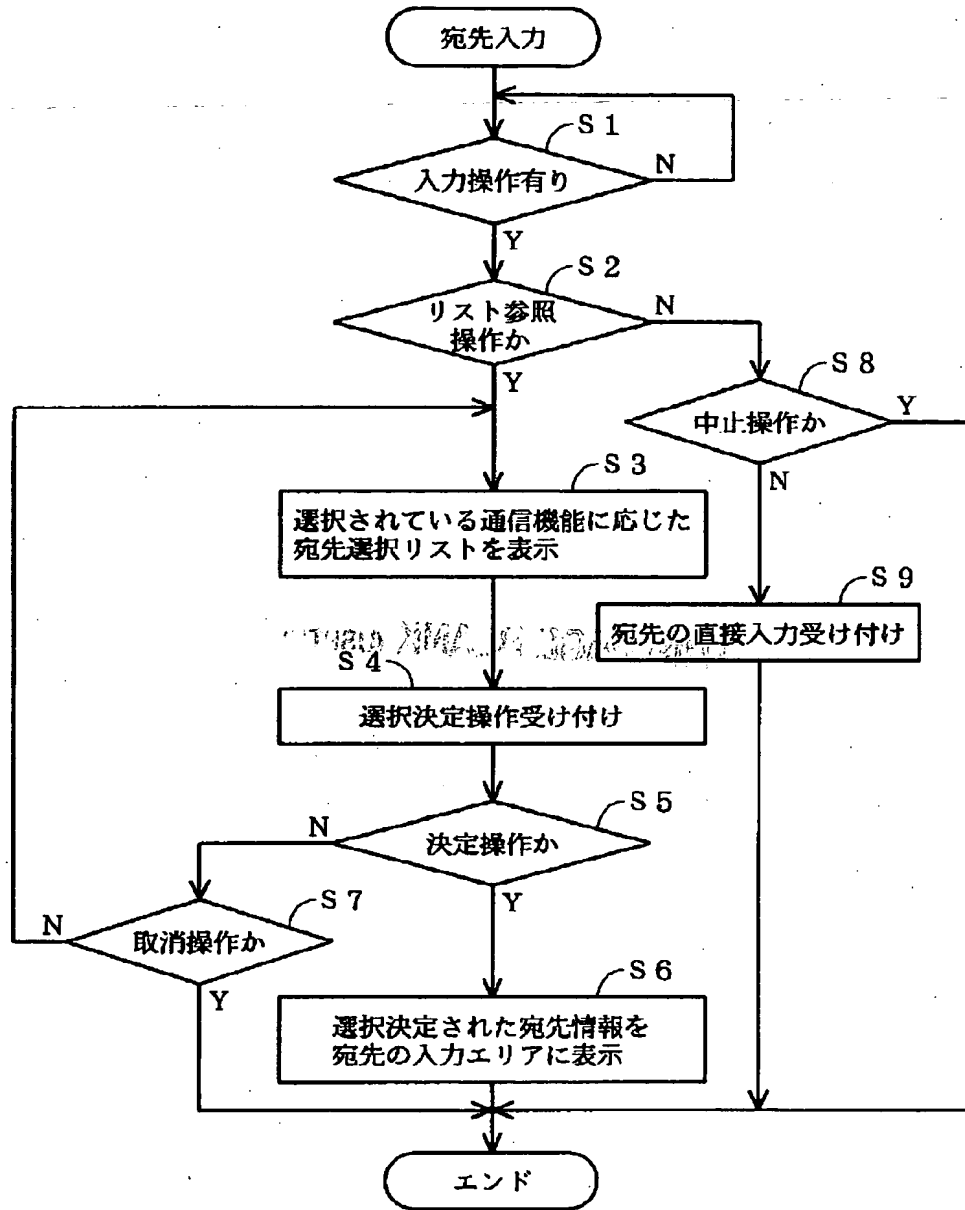 宛先入力
S1
入力操作有り
N
Y
S2
リスト参照
操作か
N
Y
S8
中止操作か
Y
N
S3
選択されている通信機能に応じた
宛先選択リストを表示
S9
宛先の直接入力受け付け
S4
選択決定操作受け付け
S5
決定操作か
N
Y
S7
取消操作か
N
Y
S6
選択決定された宛先情報を
宛先の入力エリアに表示
エンド